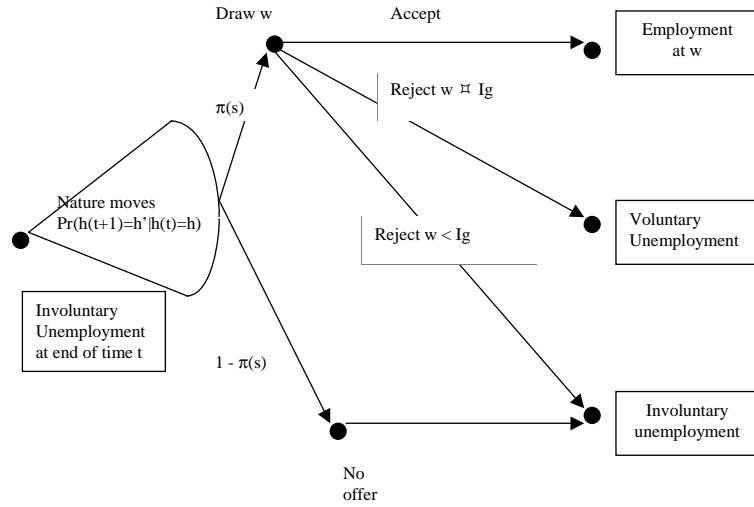 Draw w
Accept
Employment
at w
Reject w ¤ Ig
π(s)
Nature moves
Pr(h(t+1)=h’|h(t)=h)
Reject w < Ig
Voluntary
Unemployment
Involuntary
Unemployment
at end of time t
1 - π(s)
Involuntary
unemployment
No
offer